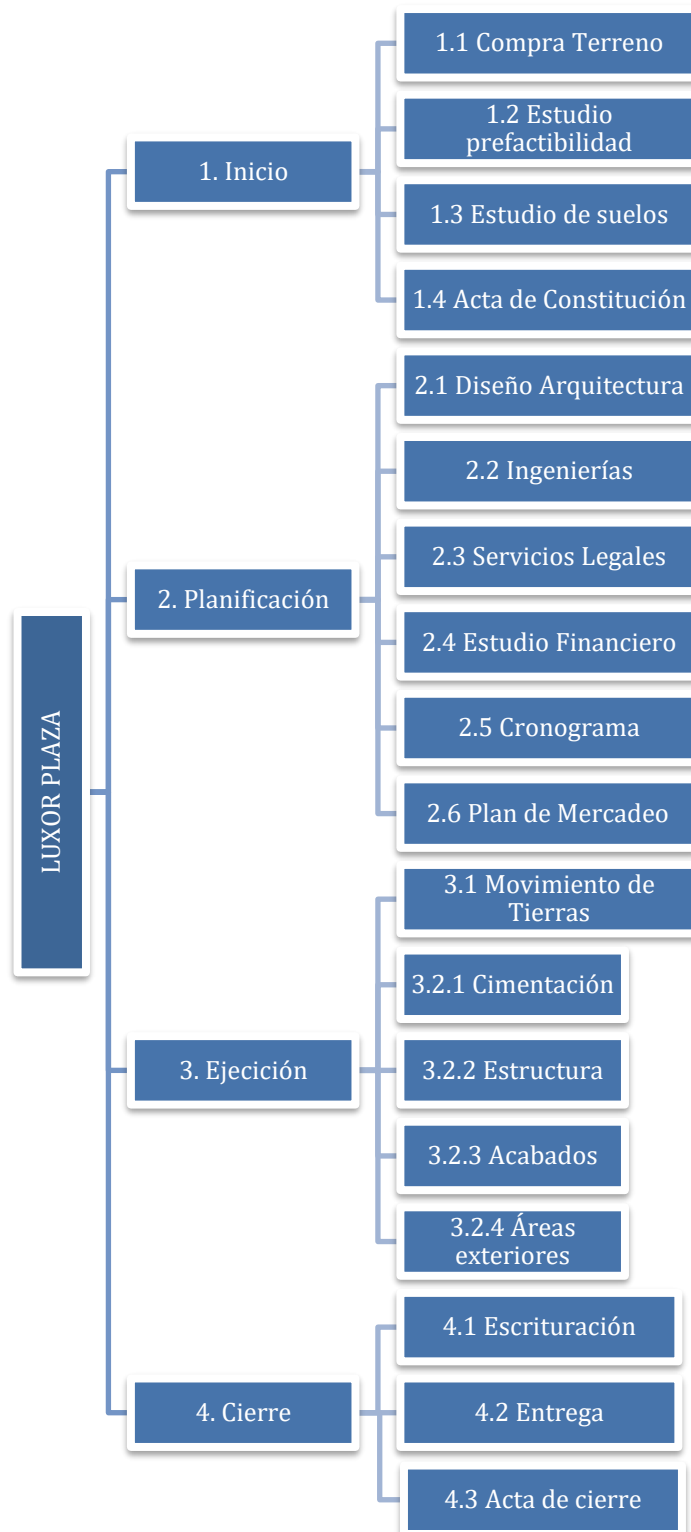 LUXOR PLAZA
1. Inicio
1.1 Compra Terreno
1.2 Estudio
prefactibilidad
1.3 Estudio de suelos
1.4 Acta de Constitución
2. Planificación
2.1 Diseño Arquitectura
2.2 Ingenierías
2.3 Servicios Legales
2.4 Estudio Financiero
2.5 Cronograma
2.6 Plan de Mercadeo
3. Ejecición
3.1 Movimiento de
Tierras
3.2.1 Cimentación
3.2.2 Estructura
3.2.3 Acabados
3.2.4 Áreas
exteriores
4. Cierre
4.1 Escrituración
4.2 Entrega
4.3 Acta de cierre